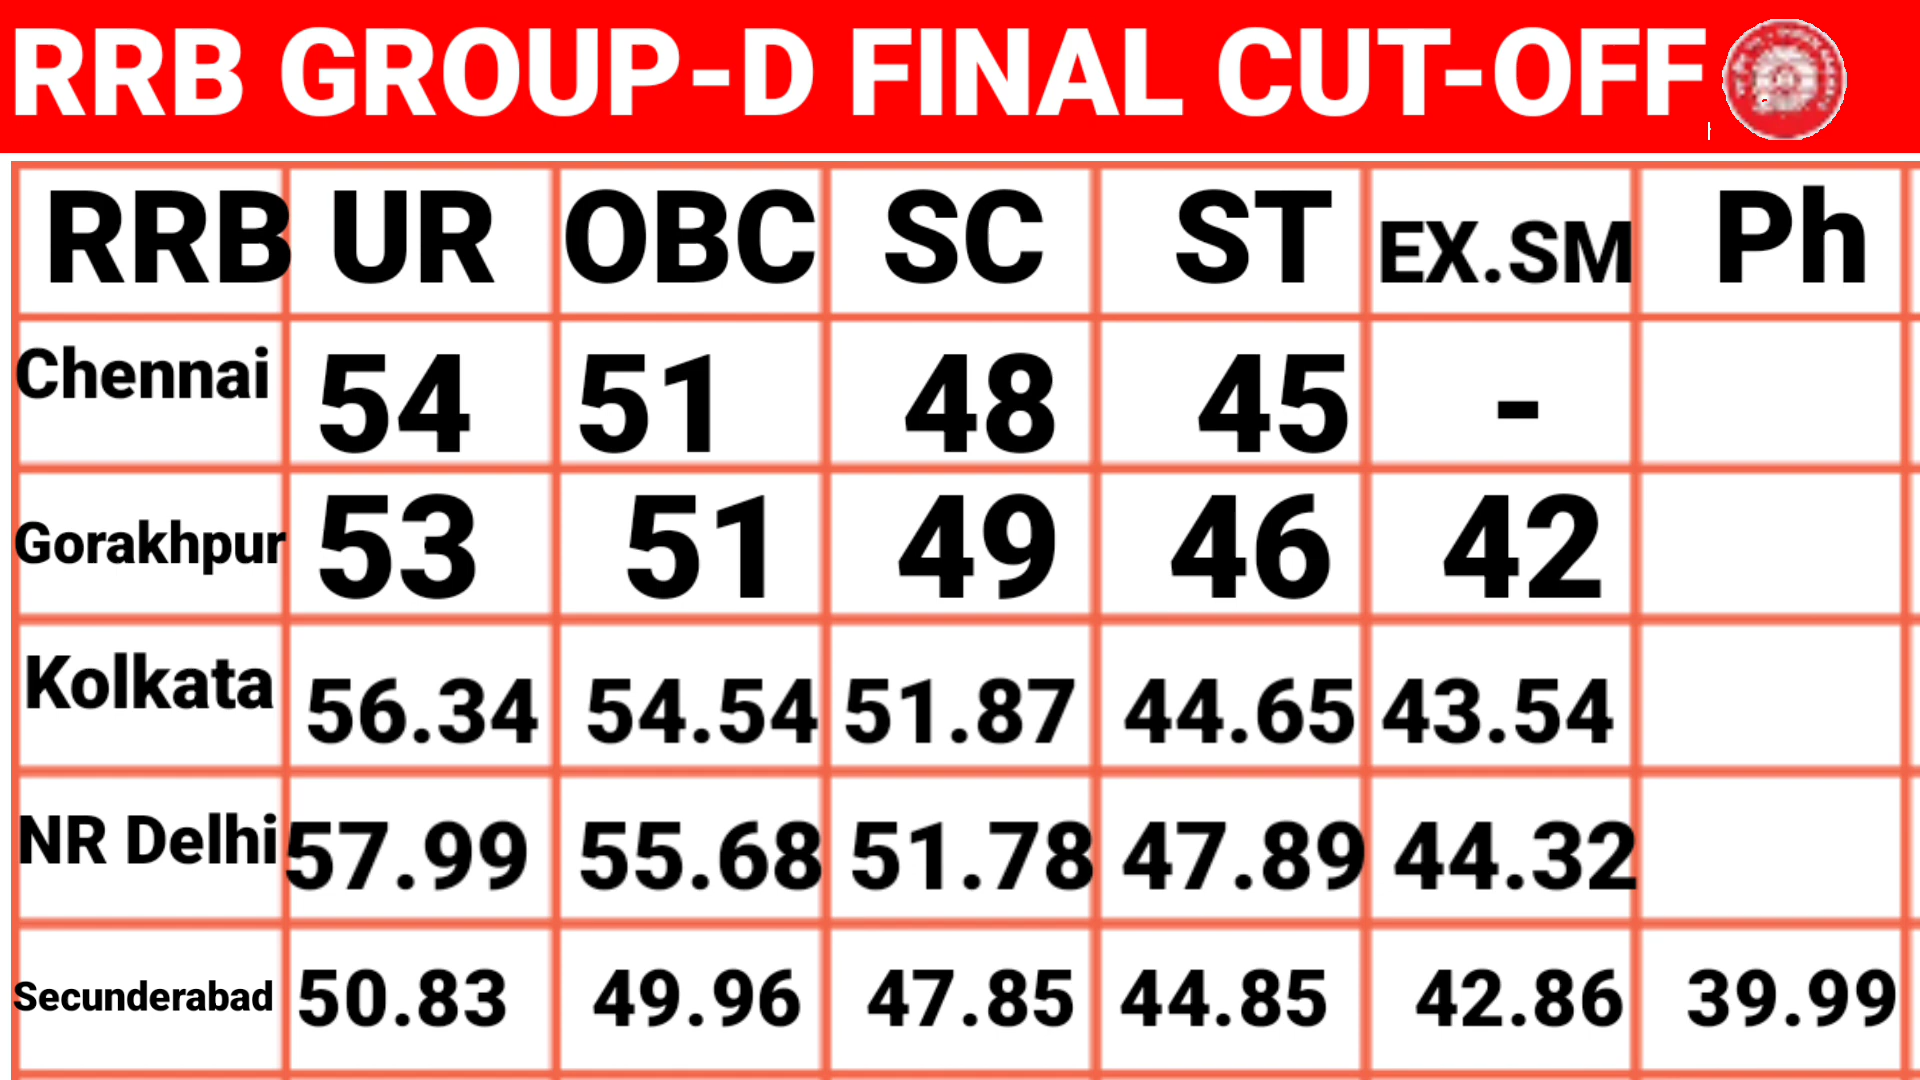 RRB GROUP-D FINAL CUT-OFF
RRB UR OBC SC ST EX.SM Ph
Chennai 54 51 48 45 -
Gorakhpur 53 51 49 46 42
Kolkata 56.34 54.54 51.87 44.65 43.54
NR Delhi 57.99 55.68 51.78 47.89 44.32
Secunderabad 50.83 49.96 47.85 44.85 42.86 39.99